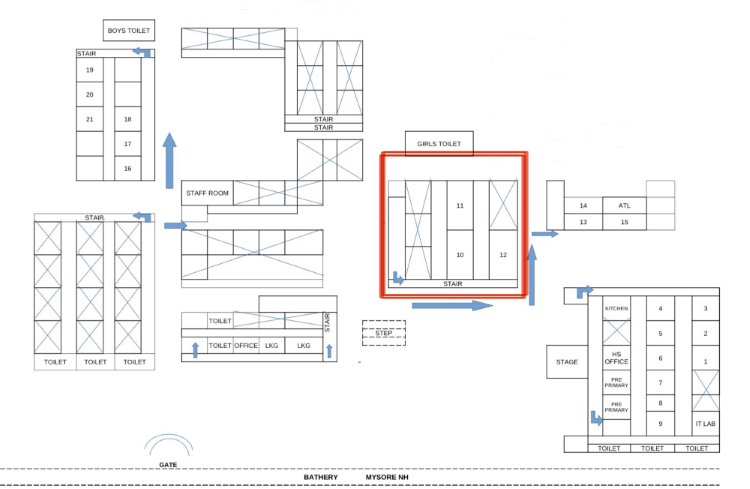 BOYS TOILET
STAIR
19
20
21
18
17
16
STAIR
STAIR
GIRLS TOILET
STAFF ROOM
11
10
12
STAIR
14
ATL
13
15
STAIR
TOILET
TOILET
TOILET
TOILET
STAIR
TOILET
OFFICE
LKG
LKG
STEP
KITCHEN
4
3
5
2
STAGE
HS
OFFICE
6
1
PRE
PRIMARY
7
PRE
PRIMARY
8
9
IT LAB
TOILET
TOILET
TOILET
GATE
BATHERY MYSORE NH